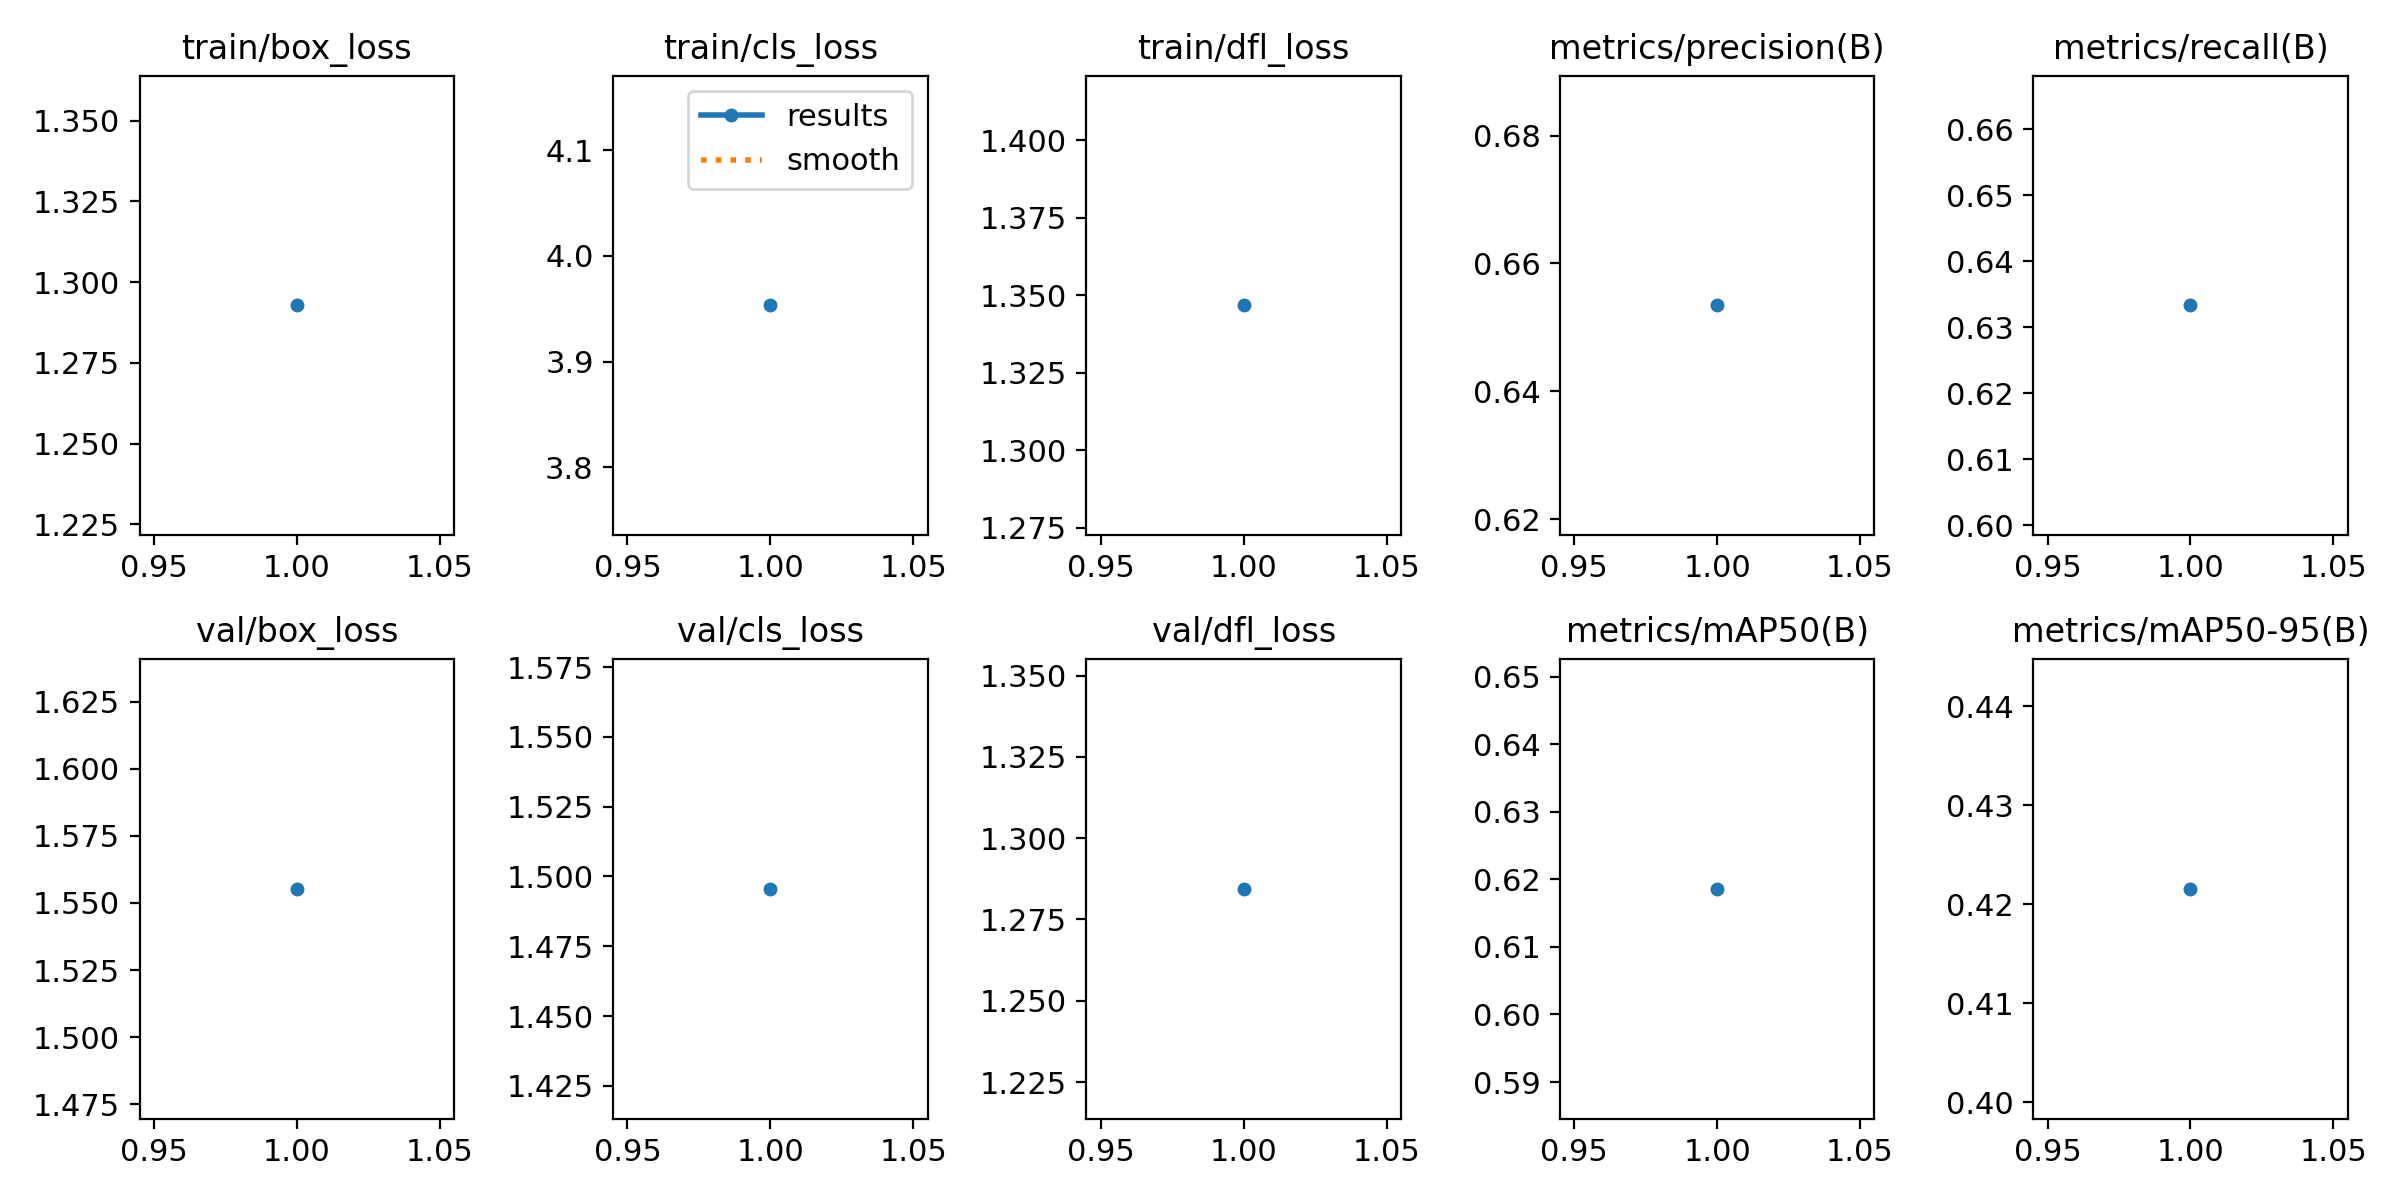 train/box_loss
1.350
1.325
1.300
1.275
1.250
1.225
0.95 1.00 1.05
train/cls_loss
results
smooth
4.1
4.0
3.9
3.8
0.95 1.00 1.05
train/dfl_loss
1.400
1.375
1.350
1.325
1.300
1.275
0.95 1.00 1.05
metrics/precision(B)
0.68
0.66
0.64
0.62
0.95 1.00 1.05
metrics/recall(B)
0.66
0.65
0.64
0.63
0.62
0.61
0.60
0.95 1.00 1.05
val/box_loss
1.625
1.600
1.575
1.550
1.525
1.500
1.475
0.95 1.00 1.05
val/cls_loss
1.575
1.550
1.525
1.500
1.475
1.450
1.425
0.95 1.00 1.05
val/dfl_loss
1.350
1.325
1.300
1.275
1.250
1.225
0.95 1.00 1.05
metrics/mAP50(B)
0.65
0.64
0.63
0.62
0.61
0.60
0.59
0.95 1.00 1.05
metrics/mAP50-95(B)
0.44
0.43
0.42
0.41
0.40
0.95 1.00 1.05